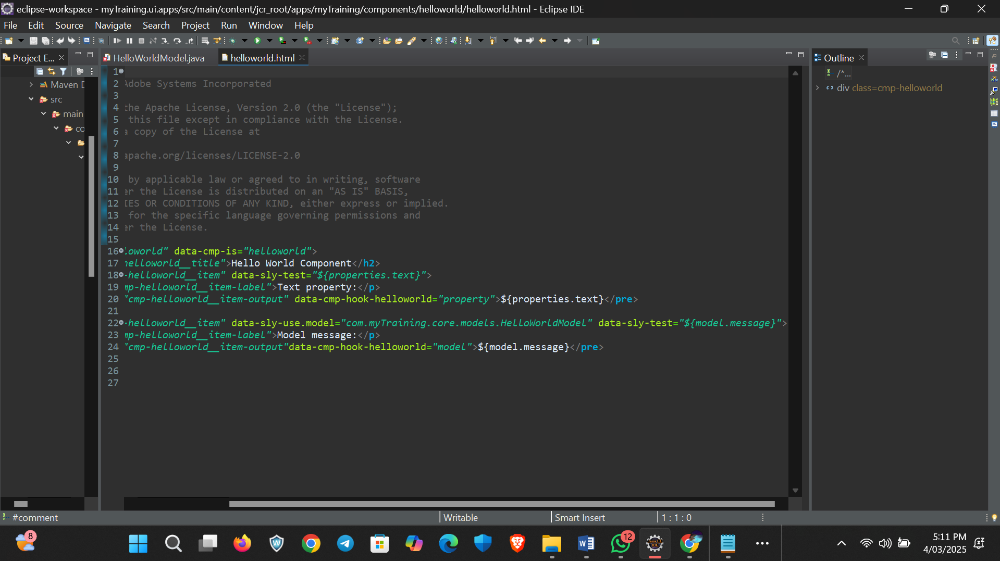 eclipse-workspace - myTraining.ui.apps/src/main/content/jcr_root/apps/myTraining/components/helloworld/helloworld.html - Eclipse IDE
File Edit Source Navigate Search Project Run Window Help
Project E...
HelloWorldModel.java
helloworld.html
Outline
Maven D
src
main
co
/*...
div class=cmp-helloworld
1
2 Adobe Systems Incorporated
3
4 the Apache License, Version 2.0 (the "License");
5 this file except in compliance with the License.
6 a copy of the License at
7
8 apache.org/licenses/LICENSE-2.0
9
10 by applicable law or agreed to in writing, software
11 er the License is distributed on an "AS IS" BASIS,
12 IES OR CONDITIONS OF ANY KIND, either express or implied.
13 for the specific language governing permissions and
14 er the License.
15
16 loworld" data-cmp-is="helloworld">
17 helloworld__title">Hello World Component</h2>
18 -helloworld__item" data-sly-test="${properties.text}">
19 mp-helloworld__item-label">Text property:</p>
20 "cmp-helloworld__item-output" data-cmp-hook-helloworld="property">${properties.text}</pre>
21
22 -helloworld__item" data-sly-use.model="com.myTraining.core.models.HelloWorldModel" data-sly-test="${model.message}">
23 mp-helloworld__item-label">Model message:</p>
24 "cmp-helloworld__item-output"data-cmp-hook-helloworld="model">${model.message}</pre>
25
26
27
#comment
Writable
Smart Insert
1 : 1 : 0
8
12
5:11 PM
4/03/2025